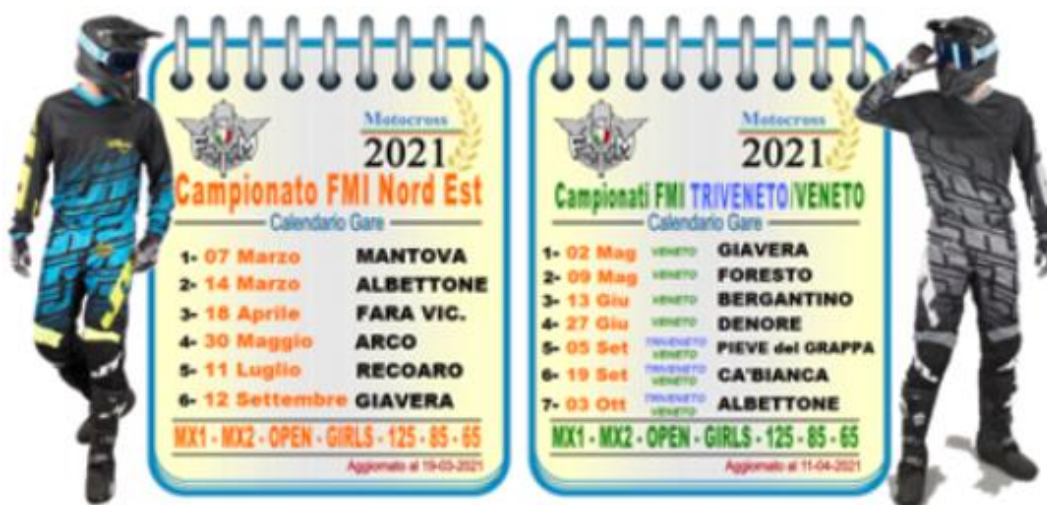 Motocross
2021
Campionato FMI Nord Est
Calendario Gare
1- 07 Marzo MANTOVA
2- 14 Marzo ALBETTONE
3- 18 Aprile FARA VIC.
4- 30 Maggio ARCO
5- 11 Luglio RECOARO
6- 12 Settembre GIAVERA
MX1 - MX2 - OPEN - GIRLS - 125 - 85 - 65
Aggiornato al 19-03-2021
Motocross
2021
Campionati FMI TRIVENETO/VENETO
Calendario Gare
1- 02 Mag VENETO GIAVERA
2- 09 Mag VENETO FORESTO
3- 13 Giu VENETO BERGANTINO
4- 27 Giu VENETO DENORE
5- 05 Set TRIVENETO VENETO PIEVE del GRAPPA
6- 19 Set TRIVENETO VENETO CA'BIANCA
7- 03 Ott TRIVENETO VENETO ALBETTONE
MX1 - MX2 - OPEN - GIRLS - 125 - 85 - 65
Aggiornato al 11-04-2021